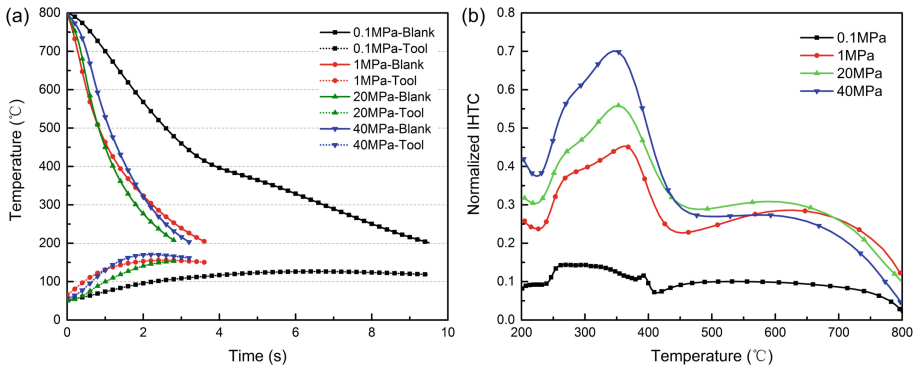 (a)
800
700
600
500
400
300
200
100
0
Temperature (℃)
0
2
4
6
8
10
Time (s)
0.1MPa-Blank
0.1MPa-Tool
1MPa-Blank
1MPa-Tool
20MPa-Blank
20MPa-Tool
40MPa-Blank
40MPa-Tool
(b)
0.8
0.7
0.6
0.5
0.4
0.3
0.2
0.1
0.0
Normalized IHTC
200
300
400
500
600
700
800
Temperature (℃)
0.1MPa
1MPa
20MPa
40MPa